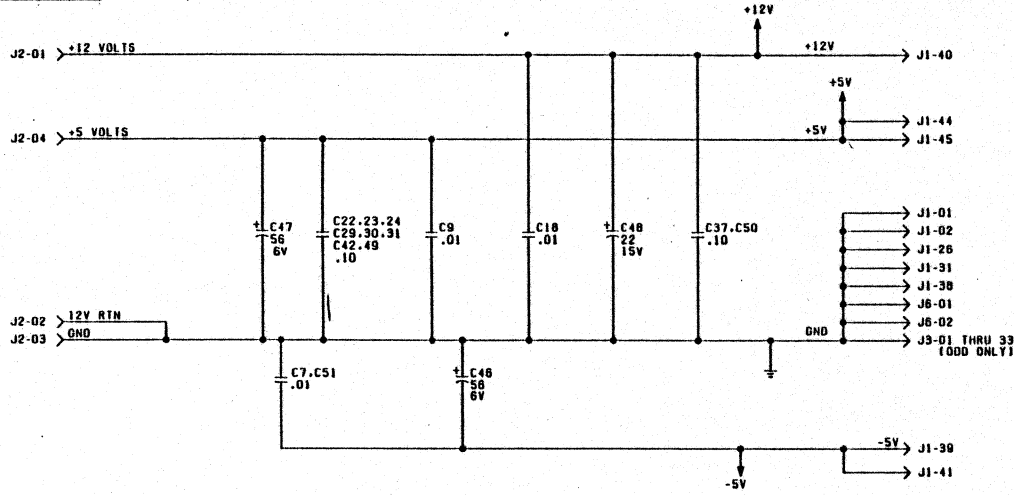 +12V
J2-01 +12 VOLTS +12V J1-40
+5V
J1-44
J2-04 +5 VOLTS +5V J1-45
+ C47
56
6V
C22.23.24
C29.30.31
C42.49
.10
C9
.01
C18
.01
+ C48
22
15V
C37.C50
.10
J1-01
J1-02
J1-26
J1-31
J1-38
J6-01
J2-02 12V RTN
J6-02
J2-03 GND GND J3-01 THRU 33
(ODD ONLY)
C7.C51
.01
+ C46
56
6V
-5V J1-39
J1-41
-5V